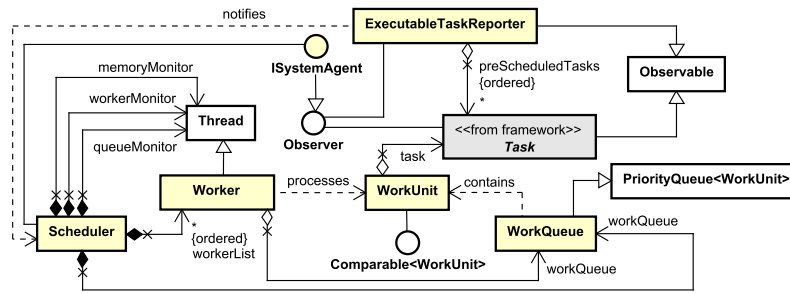 notifies
ExecutableTaskReporter
ISystemAgent
memoryMonitor
preScheduledTasks
{ordered}
*
Observable
workerMonitor
Thread
queueMonitor
Observer
<<from framework>>
Task
task
Worker
processes
WorkUnit
contains
PriorityQueue<WorkUnit>
Scheduler
*
{ordered}
workerList
WorkQueue
workQueue
Comparable<WorkUnit>
workQueue